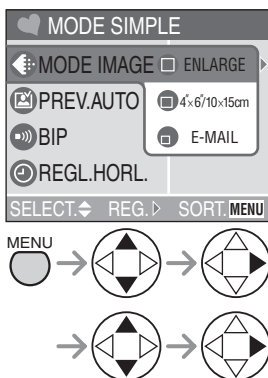 MODE SIMPLE
MODE IMAGE ENLARGE
PREV.AUTO 4"×6"/10×15cm
BIP E-MAIL
REGL.HORL.
SELECT. REG. SORT. MENU
MENU